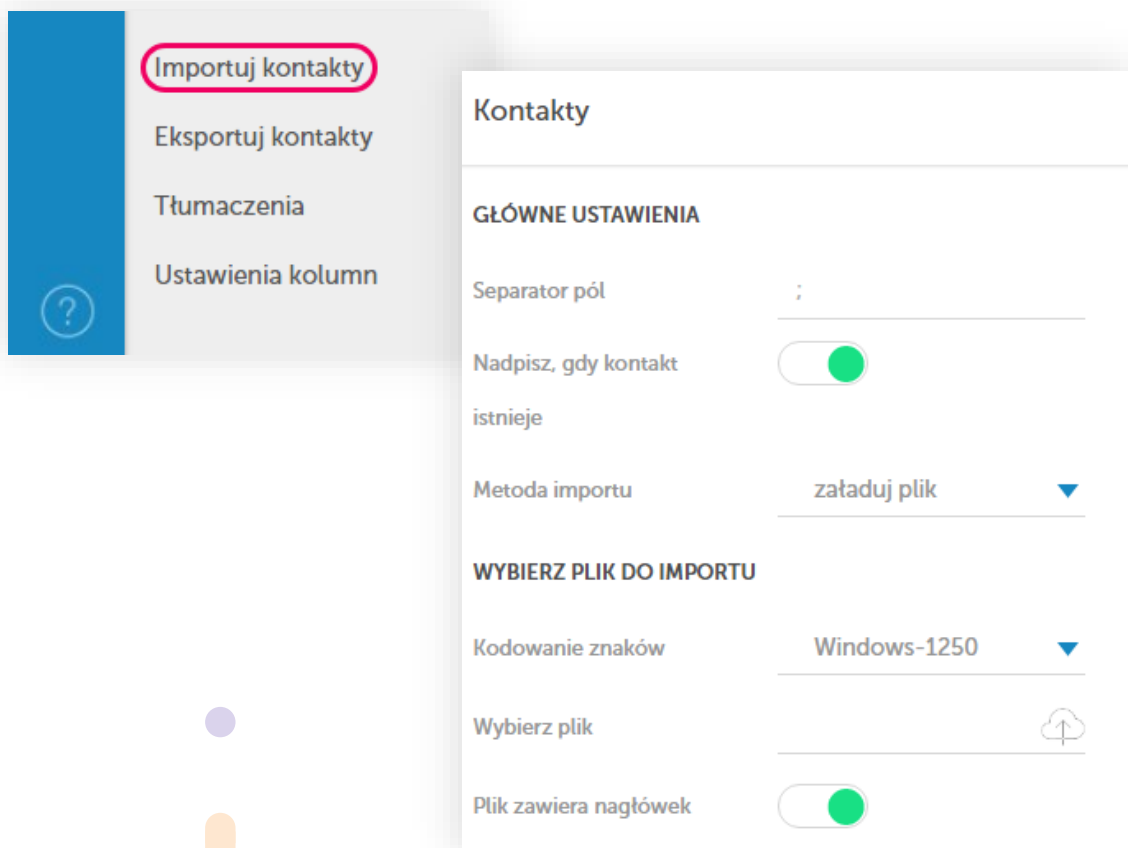 Importuj kontakty
Eksportuj kontakty
Tłumaczenia
Ustawienia kolumn
?
Kontakty
GŁÓWNE USTAWIENIA
Separator pól ;
Nadpisz, gdy kontakt
istnieje
Metoda importu załaduj plik
WYBIERZ PLIK DO IMPORTU
Kodowanie znaków Windows-1250
Wybierz plik
Plik zawiera nagłówek